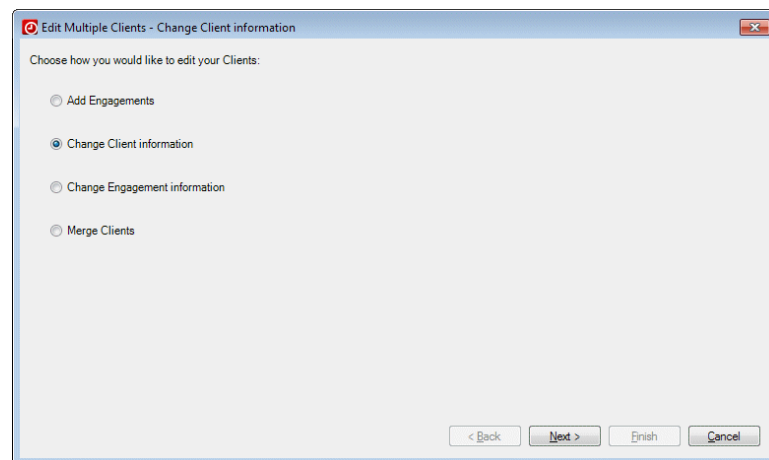 Edit Multiple Clients - Change Client information
Choose how you would like to edit your Clients:
Add Engagements
Change Client information
Change Engagement information
Merge Clients
< Back Next > Finish Cancel